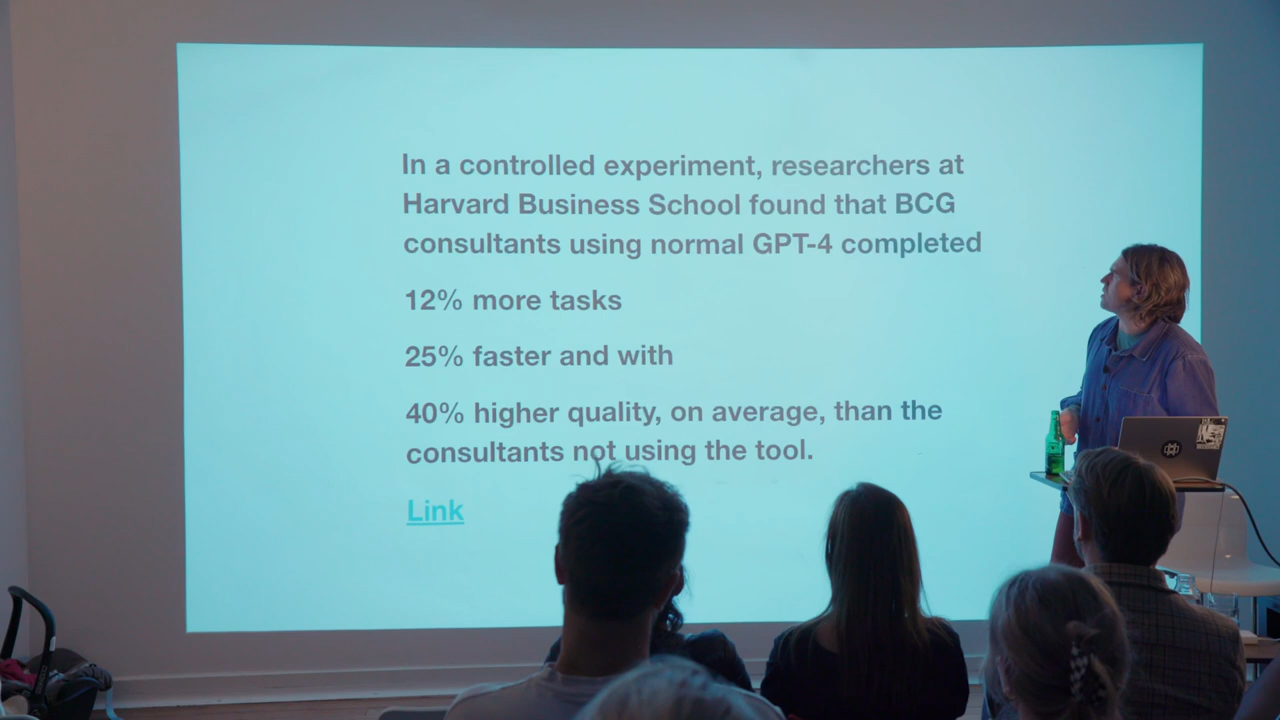 In a controlled experiment, researchers at
Harvard Business School found that BCG
consultants using normal GPT-4 completed
12% more tasks
25% faster and with
40% higher quality, on average, than the
consultants not using the tool.
Link